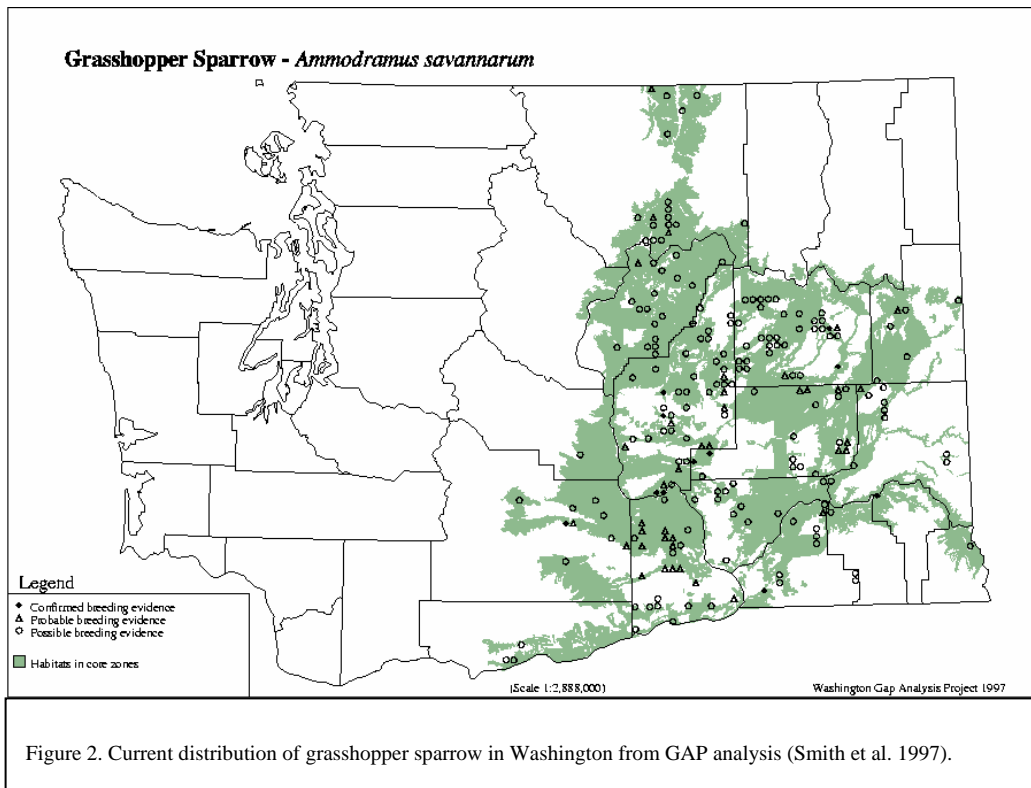 Grasshopper Sparrow - Ammodramus savannarum
Legend
Confirmed breeding evidence
Probable breeding evidence
Possible breeding evidence
Habitats in core zones
(Scale 1:2,888,000)
Washington Gap Analysis Project 1997
Figure 2. Current distribution of grasshopper sparrow in Washington from GAP analysis (Smith et al. 1997).